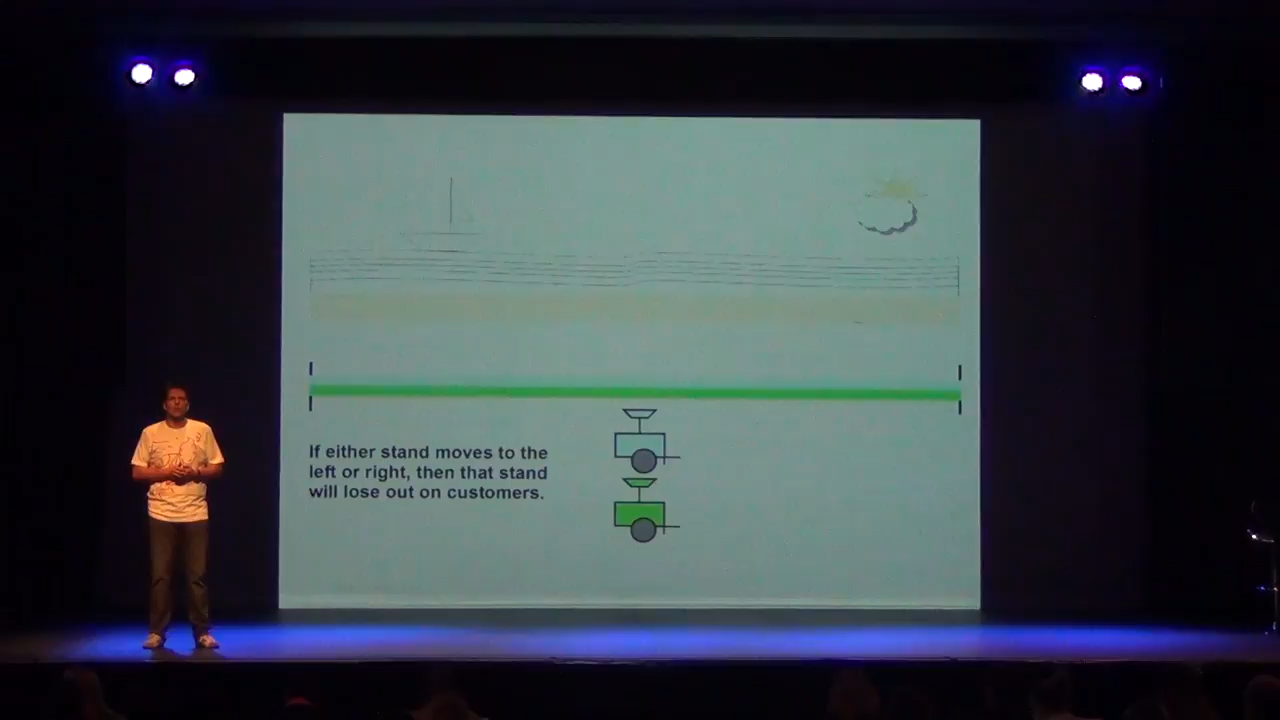 If either stand moves to the
left or right, then that stand
will lose out on customers.